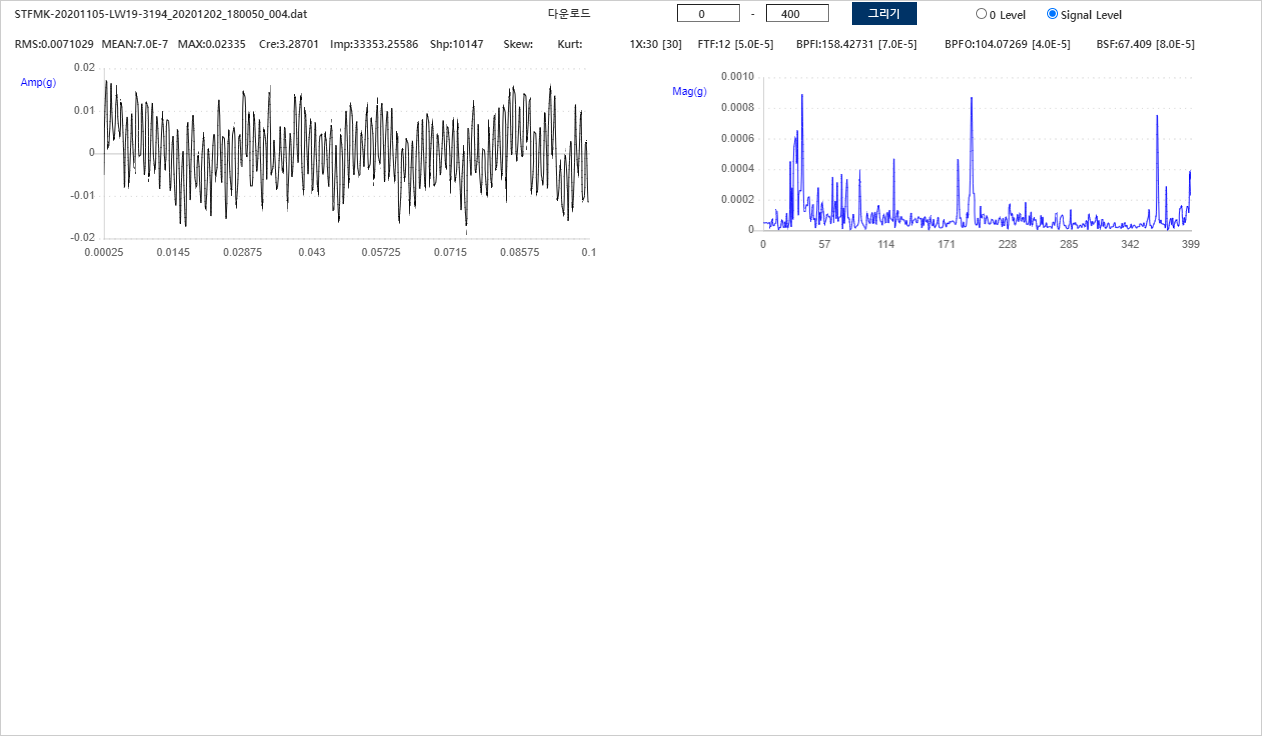 STFMK-20201105-LW19-3194_20201202_180050_004.dat 다운로드 0 - 400 그리기 0 Level Signal Level
RMS:0.0071029 MEAN:7.0E-7 MAX:0.02335 Cre:3.28701 Imp:33353.25586 Shp:10147 Skew: Kurt: 1X:30 [30] FTF:12 [5.0E-5] BPFI:158.42731 [7.0E-5] BPFO:104.07269 [4.0E-5] BSF:67.409 [8.0E-5]
Amp(g)
0.02
0.01
0
-0.01
-0.02
0.00025 0.0145 0.02875 0.043 0.05725 0.0715 0.08575 0.1
Mag(g)
0.0010
0.0008
0.0006
0.0004
0.0002
0
0 57 114 171 228 285 342 399